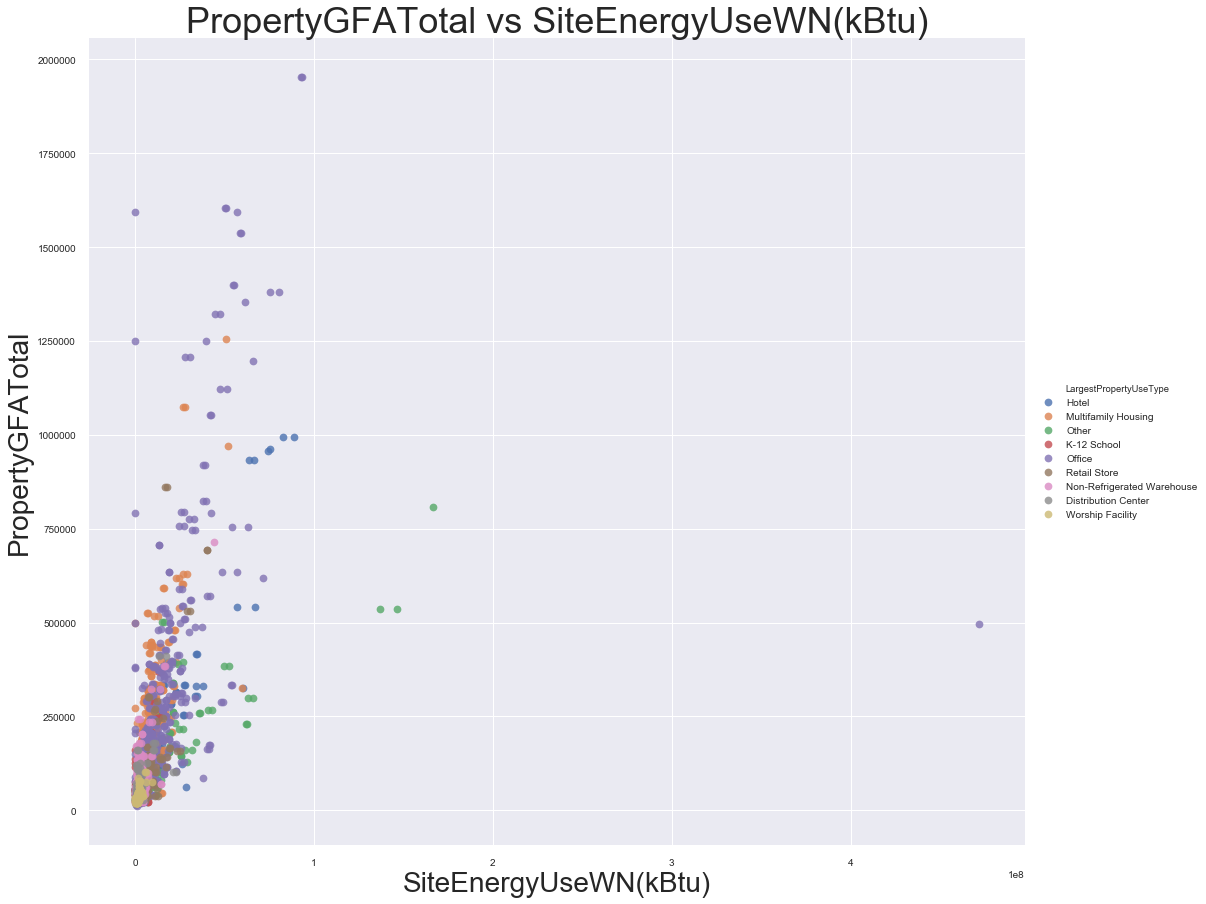 PropertyGFATotal vs SiteEnergyUseWN(kBtu)
2000000
1750000
1500000
1250000
1000000
750000
500000
250000
0
PropertyGFATotal
0 1 2 3 4
1e8
SiteEnergyUseWN(kBtu)
LargestPropertyUseType
Hotel
Multifamily Housing
Other
K-12 School
Office
Retail Store
Non-Refrigerated Warehouse
Distribution Center
Worship Facility